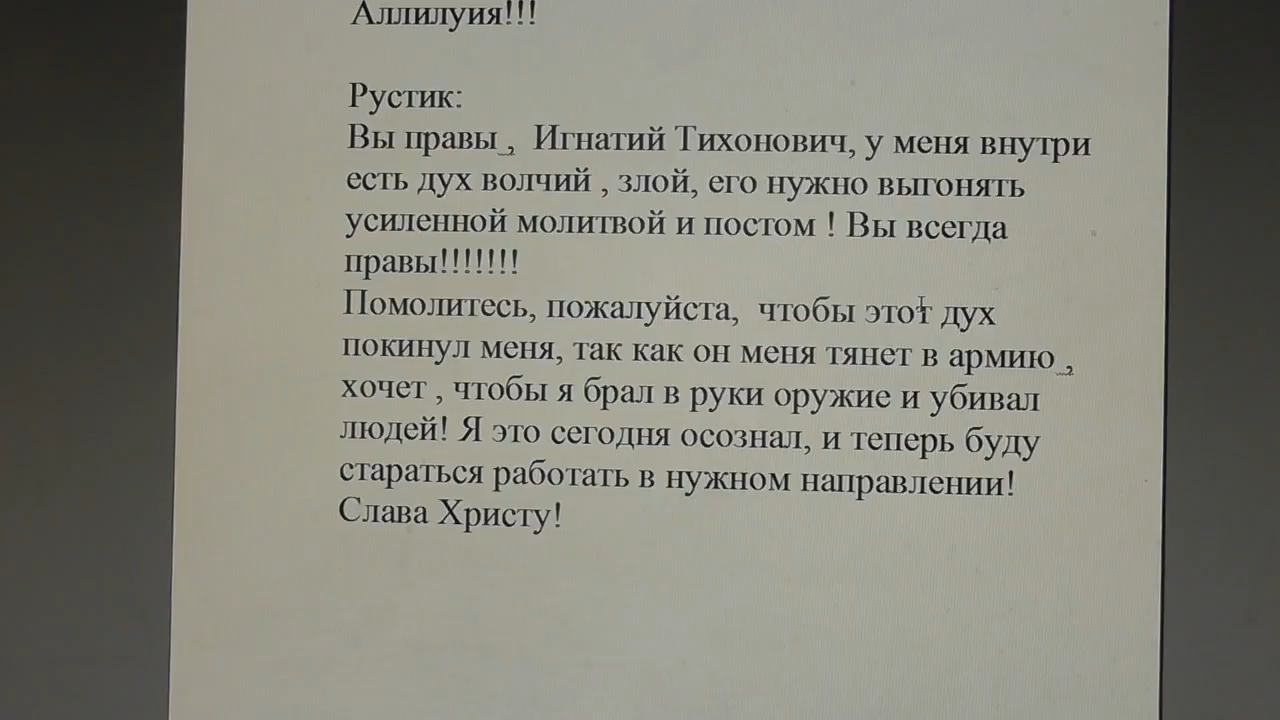 Аллилуия!!!
Рустик:
Вы правы , Игнатий Тихонович, у меня внутри
есть дух волчий , злой, его нужно выгонять
усиленной молитвой и постом ! Вы всегда
правы!!!!!!!
Помолитесь, пожалуйста, чтобы этот дух
покинул меня, так как он меня тянет в армию ,
хочет , чтобы я брал в руки оружие и убивал
людей! Я это сегодня осознал, и теперь буду
стараться работать в нужном направлении!
Слава Христу!